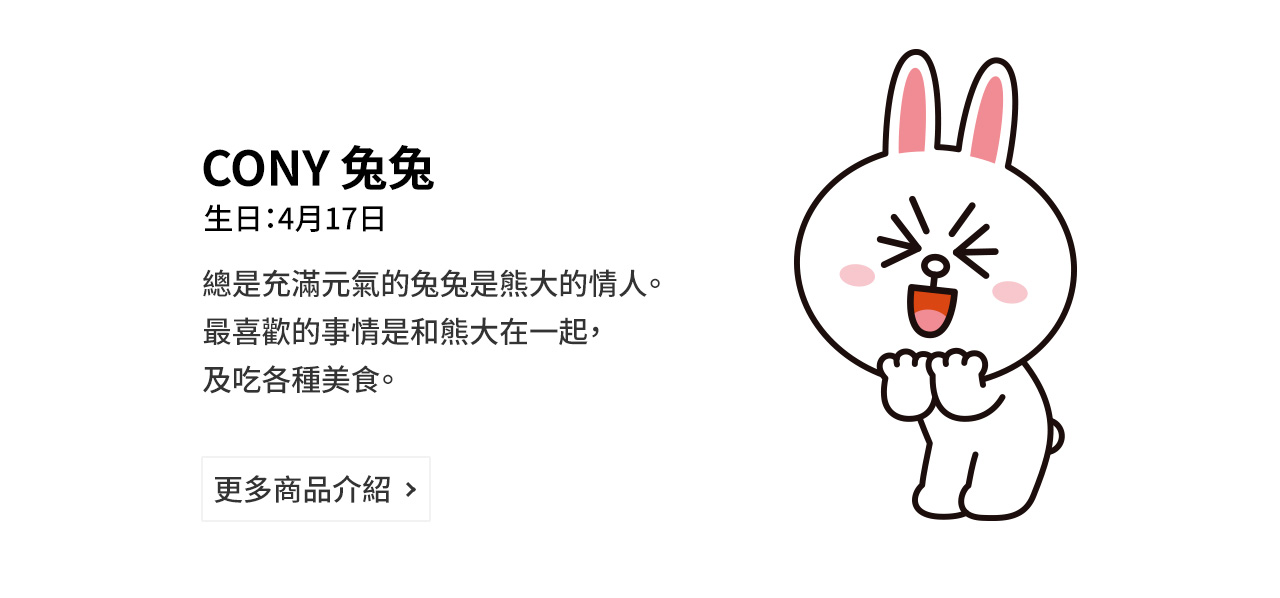 CONY 兔兔
生日：4月17日
總是充滿元氣的兔兔是熊大的情人。
最喜歡的事情是和熊大在一起，
及吃各種美食。
更多商品介紹 >